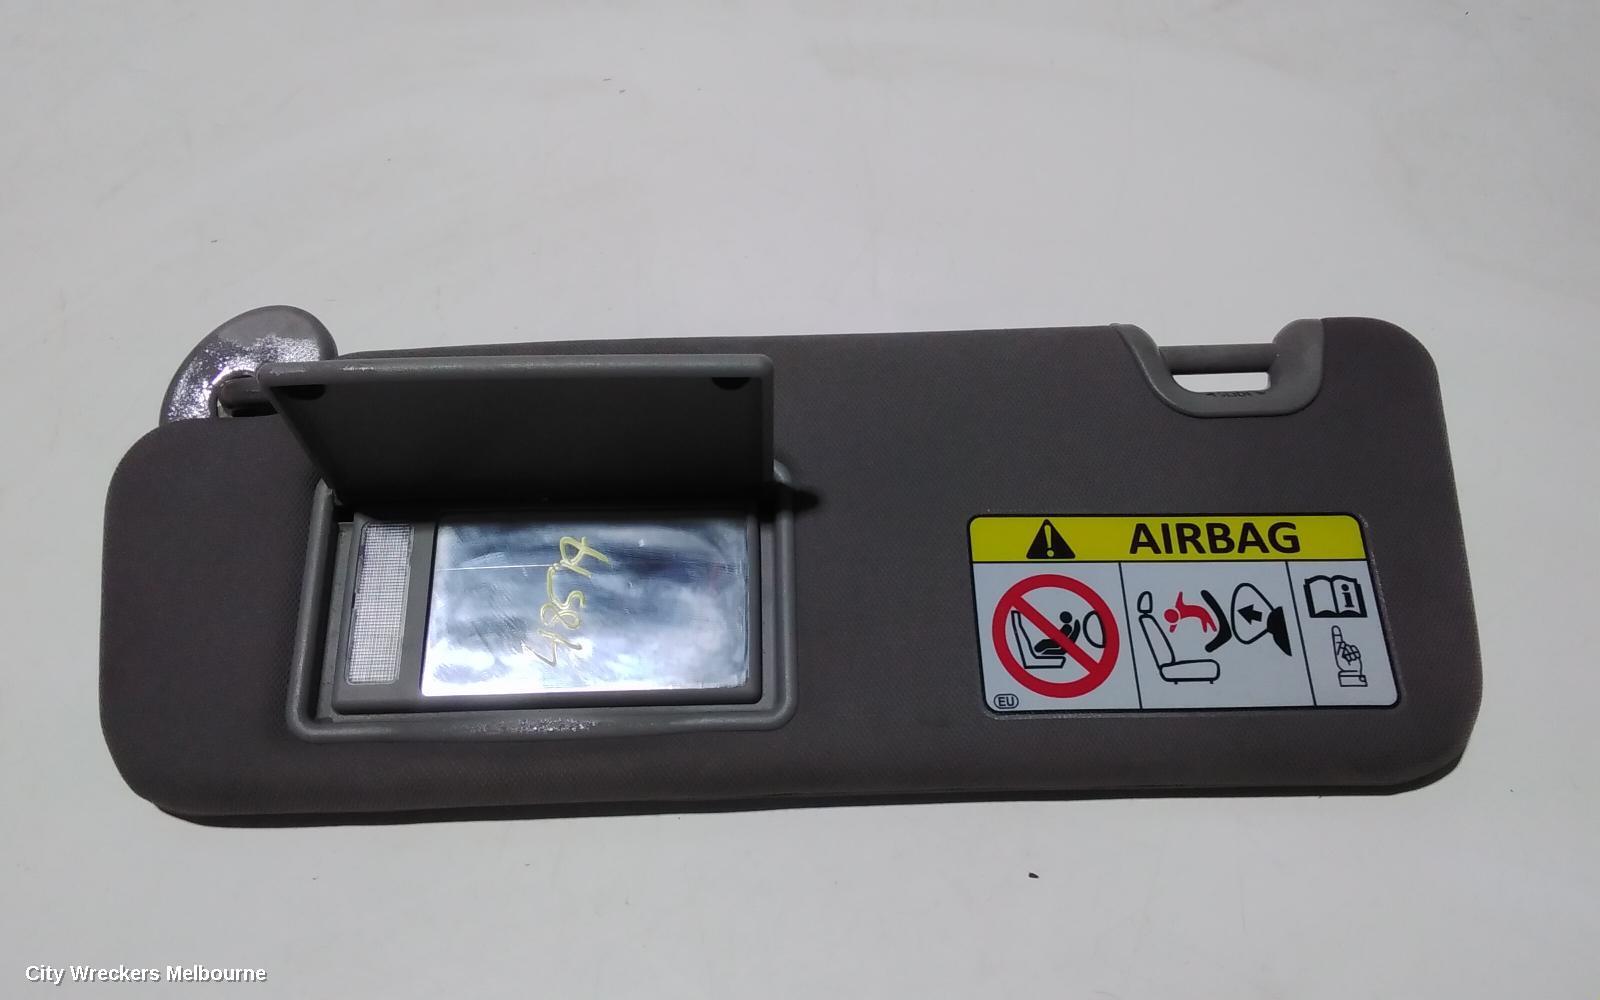 AIRBAG
EU
i
City Wreckers Melbourne